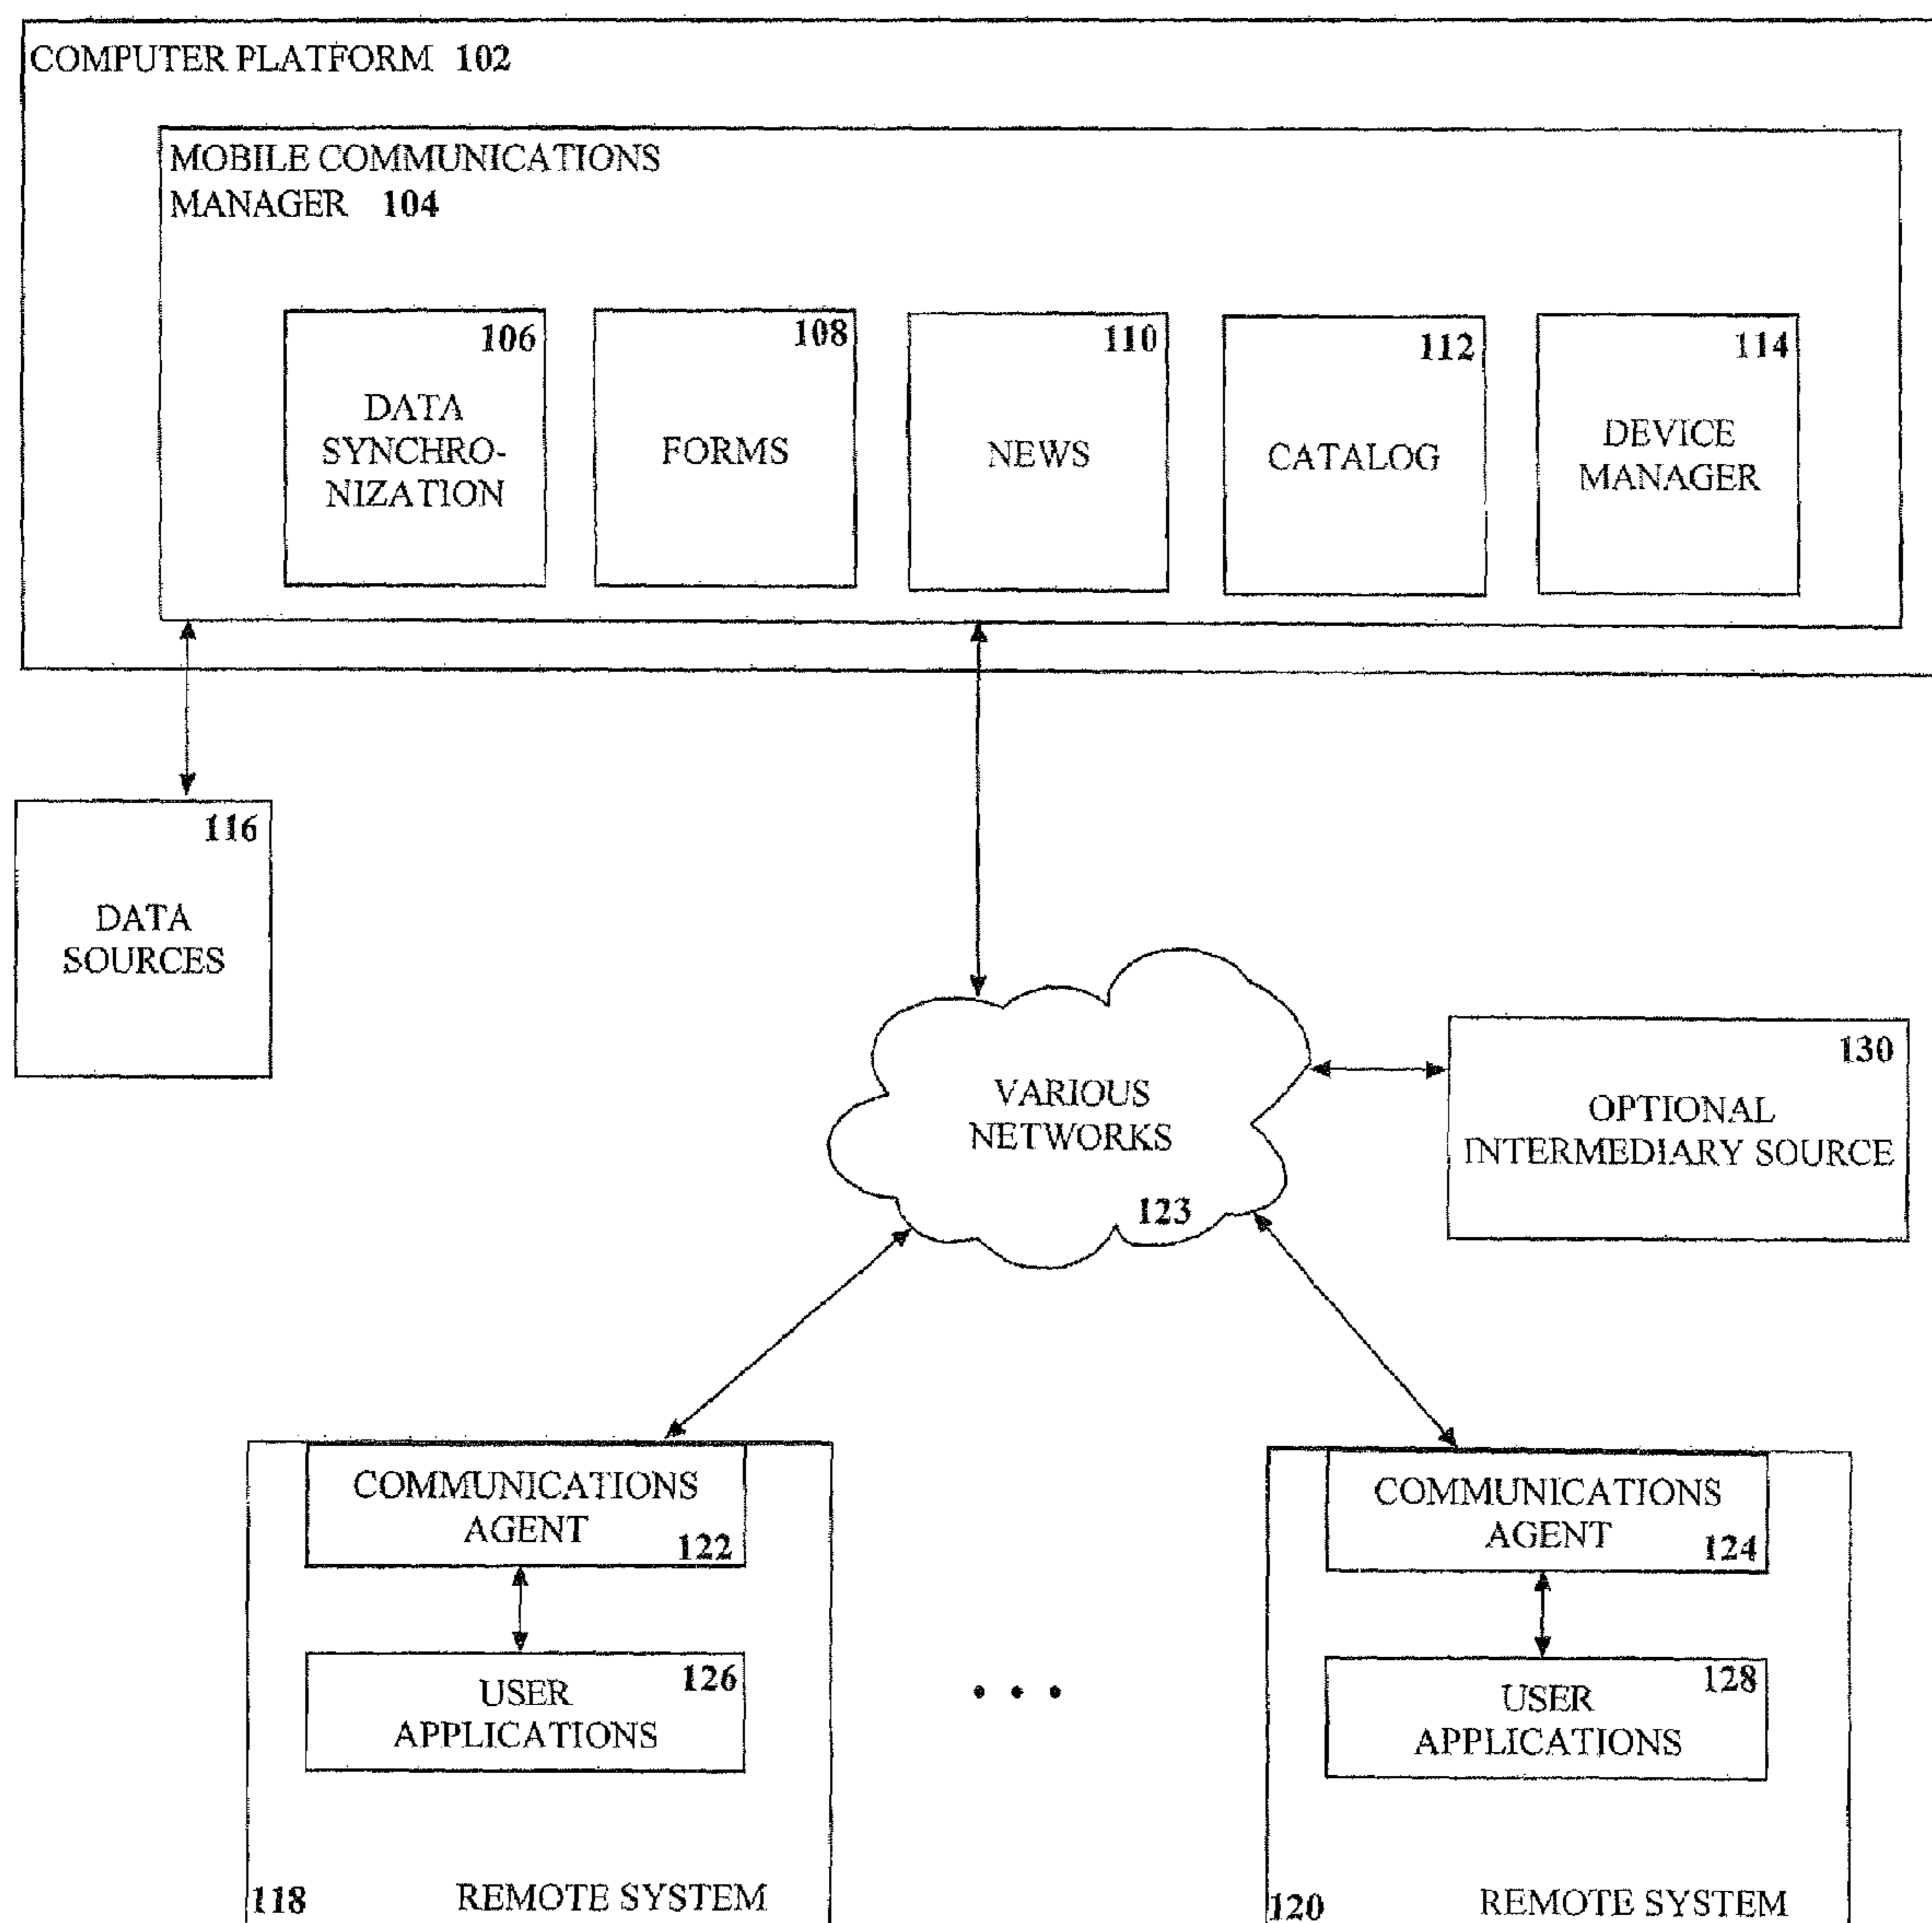 COMPUTER PLATFORM 102
MOBILE COMMUNICATIONS
MANAGER 104
106
DATA
SYNCHRO-
NIZATION
108
FORMS
110
NEWS
112
CATALOG
114
DEVICE
MANAGER
116
DATA
SOURCES
VARIOUS
NETWORKS
123
130
OPTIONAL
INTERMEDIARY SOURCE
COMMUNICATIONS
AGENT
122
126
USER
APPLICATIONS
118 REMOTE SYSTEM
COMMUNICATIONS
AGENT
124
128
USER
APPLICATIONS
120 REMOTE SYSTEM